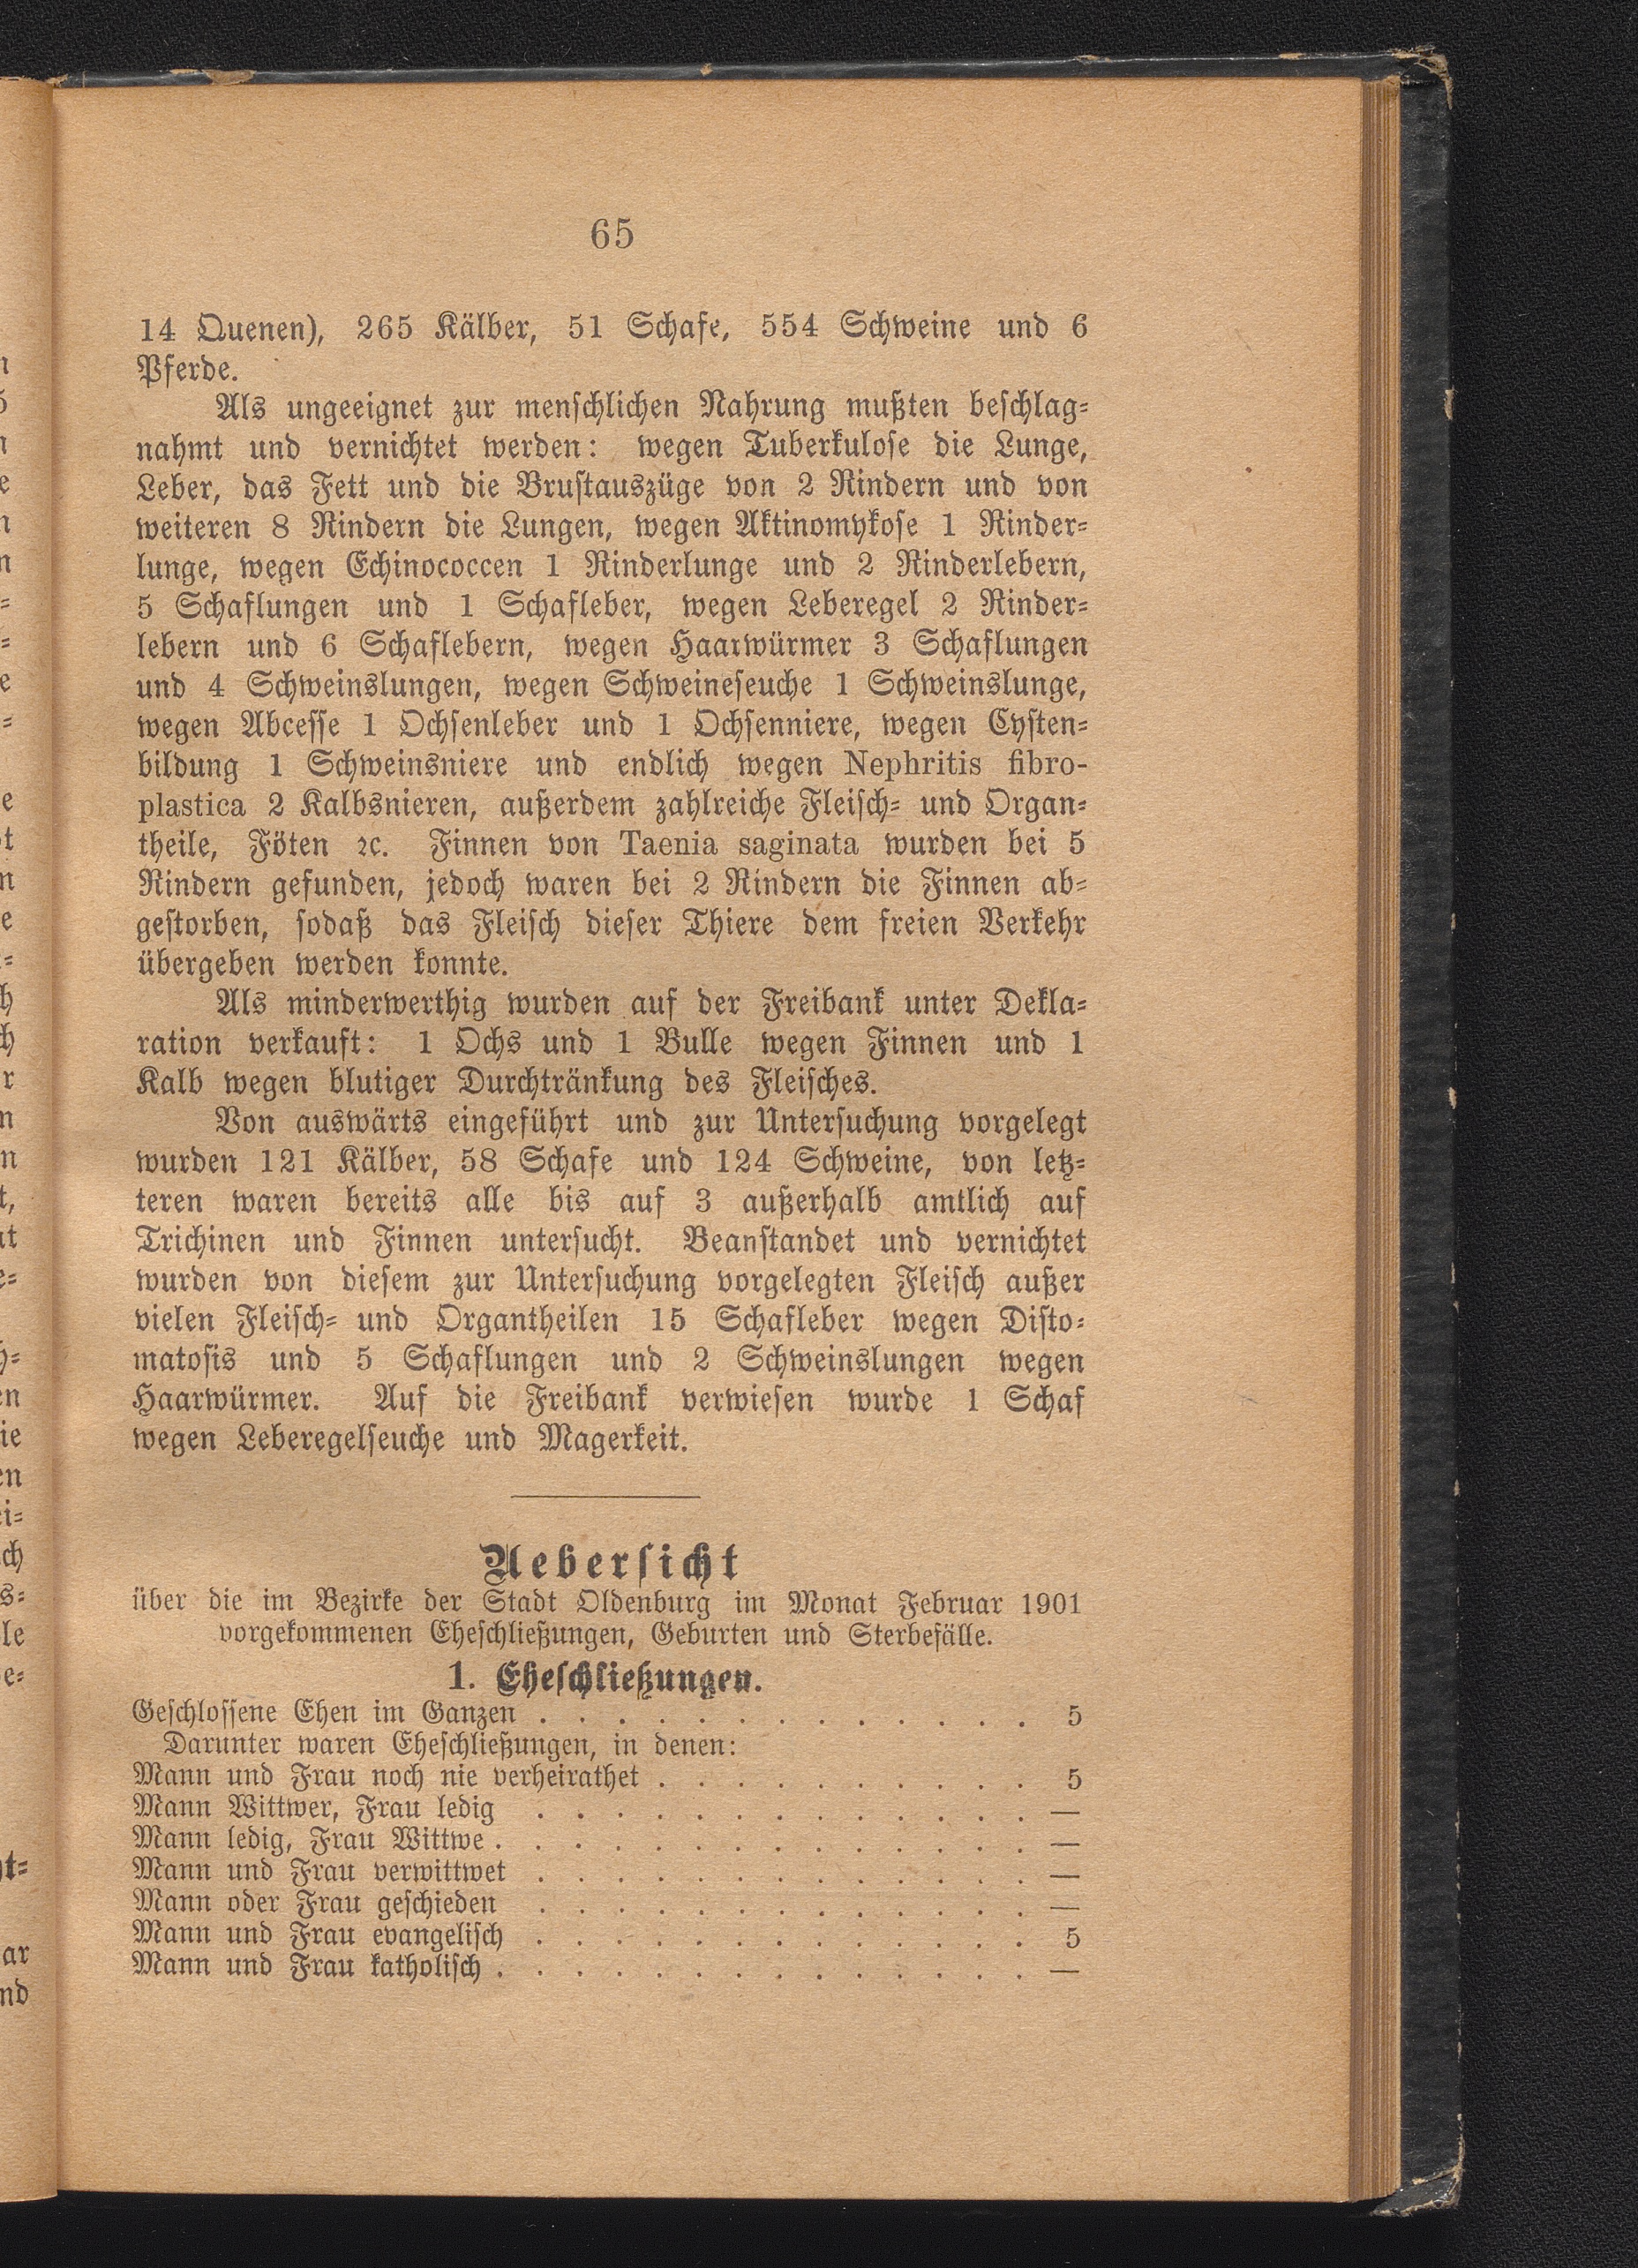 65
14 Quenen), 265 Kälber, 51 Schafe, 554 Schweine und 6
Pferde.
Als ungeeignet zur menschlichen Nahrung mußten beschlag-
nahmt und vernichtet werden: wegen Tuberkulose die Lunge,
Leber, das Fett und die Brustauszüge von 2 Rindern und von
weiteren 8 Rindern die Lungen, wegen Aktinomykose 1 Rinder-
lunge, wegen Echinococcen 1 Rinderlunge und 2 Rinderlebern,
5 Schaflungen und 1 Schafleber, wegen Leberegel 2 Rinder-
lebern und 6 Schaflebern, wegen Haarwürmer 3 Schaflungen
und 4 Schweinslungen, wegen Schweineseuche 1 Schweinslunge,
wegen Abcesse 1 Ochsenleber und 1 Ochsenniere, wegen Cysten-
bildung 1 Schweinsniere und endlich wegen Nephritis fibro-
plastica 2 Kalbsnieren, außerdem zahlreiche Fleisch- und Organ-
theile, Föten ꝛc. Finnen von Taenia saginata wurden bei 5
Rindern gefunden, jedoch waren bei 2 Rindern die Finnen ab-
gestorben, sodaß das Fleisch dieser Thiere dem freien Verkehr
übergeben werden konnte.
Als minderwerthig wurden auf der Freibank unter Dekla-
ration verkauft: 1 Ochs und 1 Bulle wegen Finnen und 1
Kalb wegen blutiger Durchtränkung des Fleisches.
Von auswärts eingeführt und zur Untersuchung vorgelegt
wurden 121 Kälber, 58 Schafe und 124 Schweine, von letz-
teren waren bereits alle bis auf 3 außerhalb amtlich auf
Trichinen und Finnen untersucht. Beanstandet und vernichtet
wurden von diesem zur Untersuchung vorgelegten Fleisch außer
vielen Fleisch- und Organtheilen 15 Schafleber wegen Disto-
matosis und 5 Schaflungen und 2 Schweinslungen wegen
Haarwürmer. Auf die Freibank verwiesen wurde 1 Schaf
wegen Leberegelseuche und Magerkeit.
Uebersicht
über die im Bezirke der Stadt Oldenburg im Monat Februar 1901
vorgekommenen Eheschließungen, Geburten und Sterbefälle.
1. Eheschließungen.
Geschlossene Ehen im Ganzen . . . . . . . . . . . . . 5
Darunter waren Eheschließungen, in denen:
Mann und Frau noch nie verheirathet . . . . . . . . . . 5
Mann Wittwer, Frau ledig . . . . . . . . . . . . . —
Mann ledig, Frau Wittwe . . . . . . . . . . . . . . —
Mann und Frau verwittwet . . . . . . . . . . . . . —
Mann oder Frau geschieden . . . . . . . . . . . . . —
Mann und Frau evangelisch . . . . . . . . . . . . . 5
Mann und Frau katholisch . . . . . . . . . . . . . . —